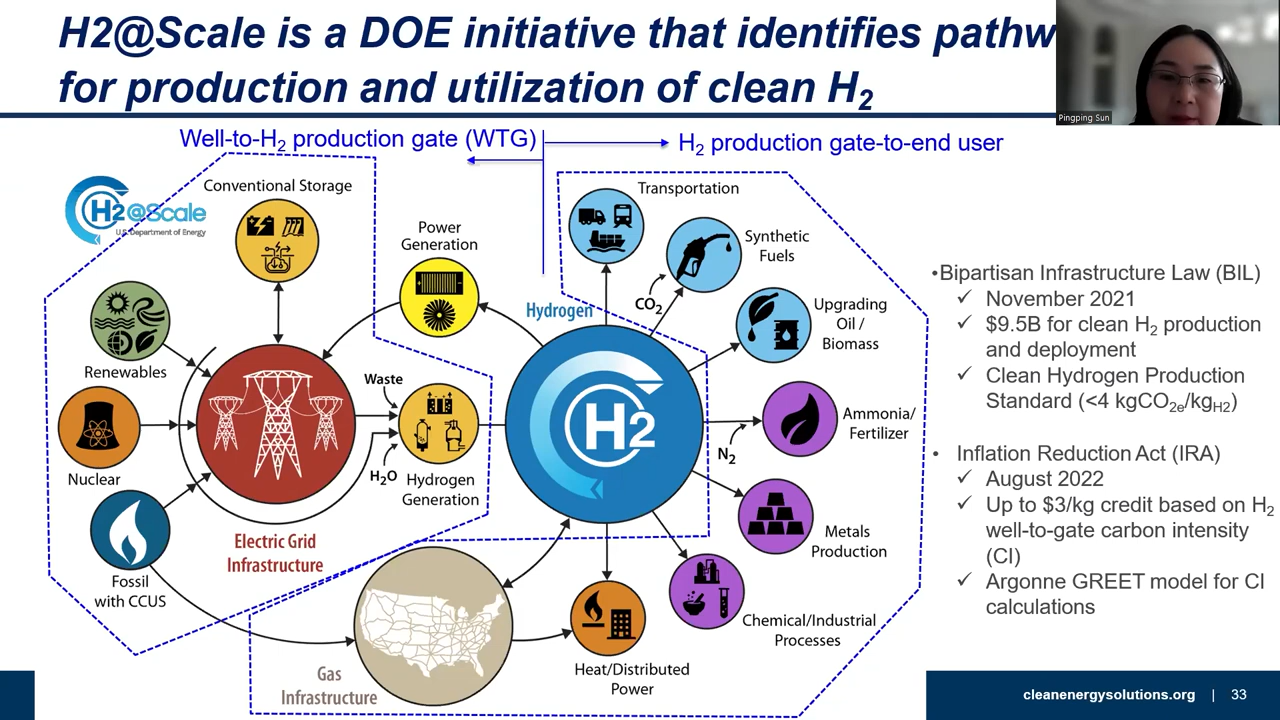 H2@Scale is a DOE initiative that identifies pathw
for production and utilization of clean H₂
Pingping Sun
Well-to-H₂ production gate (WTG)
H₂ production gate-to-end user
H2@Scale
U.S. Department of Energy
Conventional Storage
Power
Generation
Renewables
Nuclear
Fossil
with CCUS
Electric Grid
Infrastructure
Waste
H₂O
Hydrogen
Generation
Hydrogen
H2
Transportation
CO₂
Synthetic
Fuels
Upgrading
Oil /
Biomass
N₂
Ammonia/
Fertilizer
Metals
Production
Chemical/Industrial
Processes
Heat/Distributed
Power
Gas
Infrastructure
•Bipartisan Infrastructure Law (BIL)
✓ November 2021
✓ $9.5B for clean H₂ production
and deployment
✓ Clean Hydrogen Production
Standard (<4 kgCO₂ₑ/kg_H2)
• Inflation Reduction Act (IRA)
✓ August 2022
✓ Up to $3/kg credit based on H₂
well-to-gate carbon intensity
(CI)
✓ Argonne GREET model for CI
calculations
cleanenergysolutions.org | 33